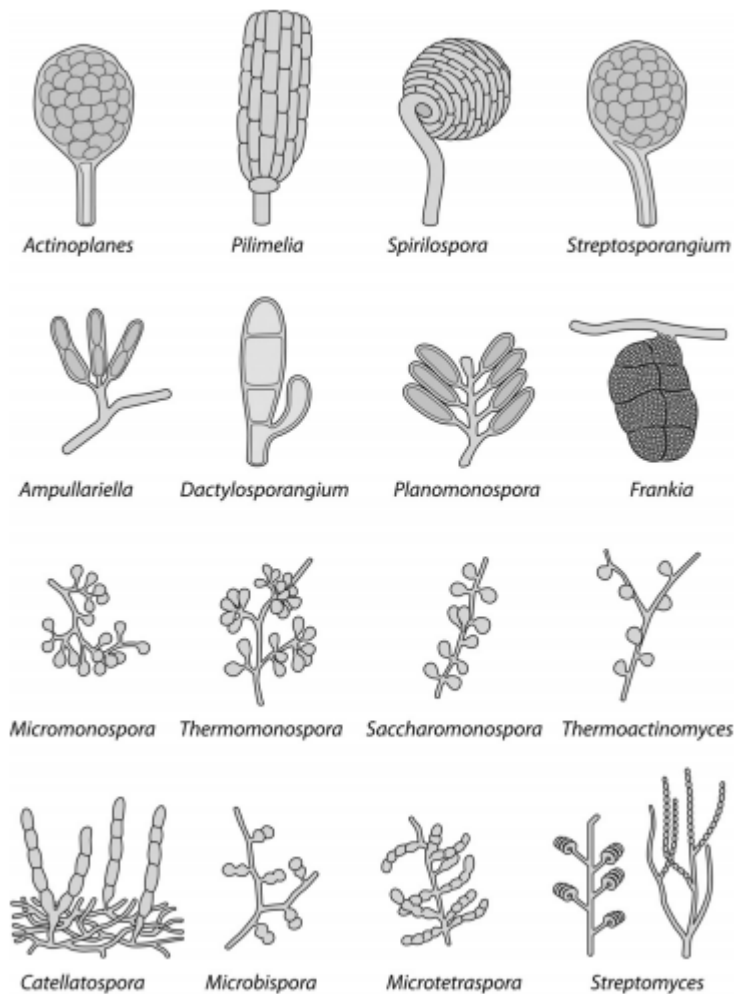 Actinoplanes Pilimelia Spirilospora Streptosporangium
Ampullariella Dactylosporangium Planomonospora Frankia
Micromonospora Thermomonospora Saccharomonospora Thermoactinomyces
Catellatospora Microbispora Microtetraspora Streptomyces